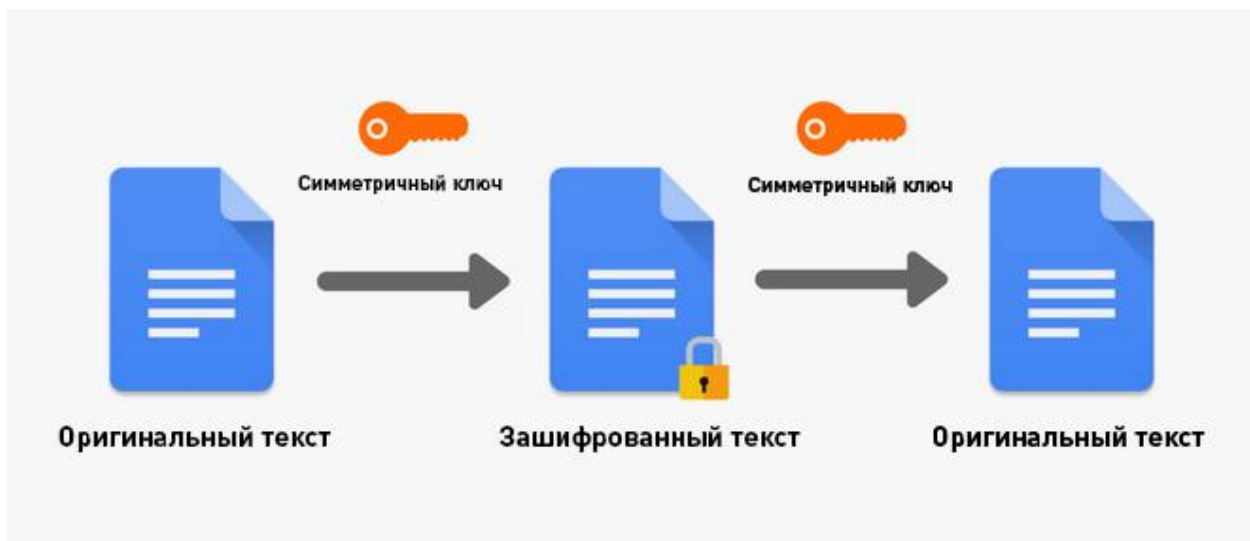 Симметричный ключ
Симметричный ключ
Оригинальный текст
Зашифрованный текст
Оригинальный текст